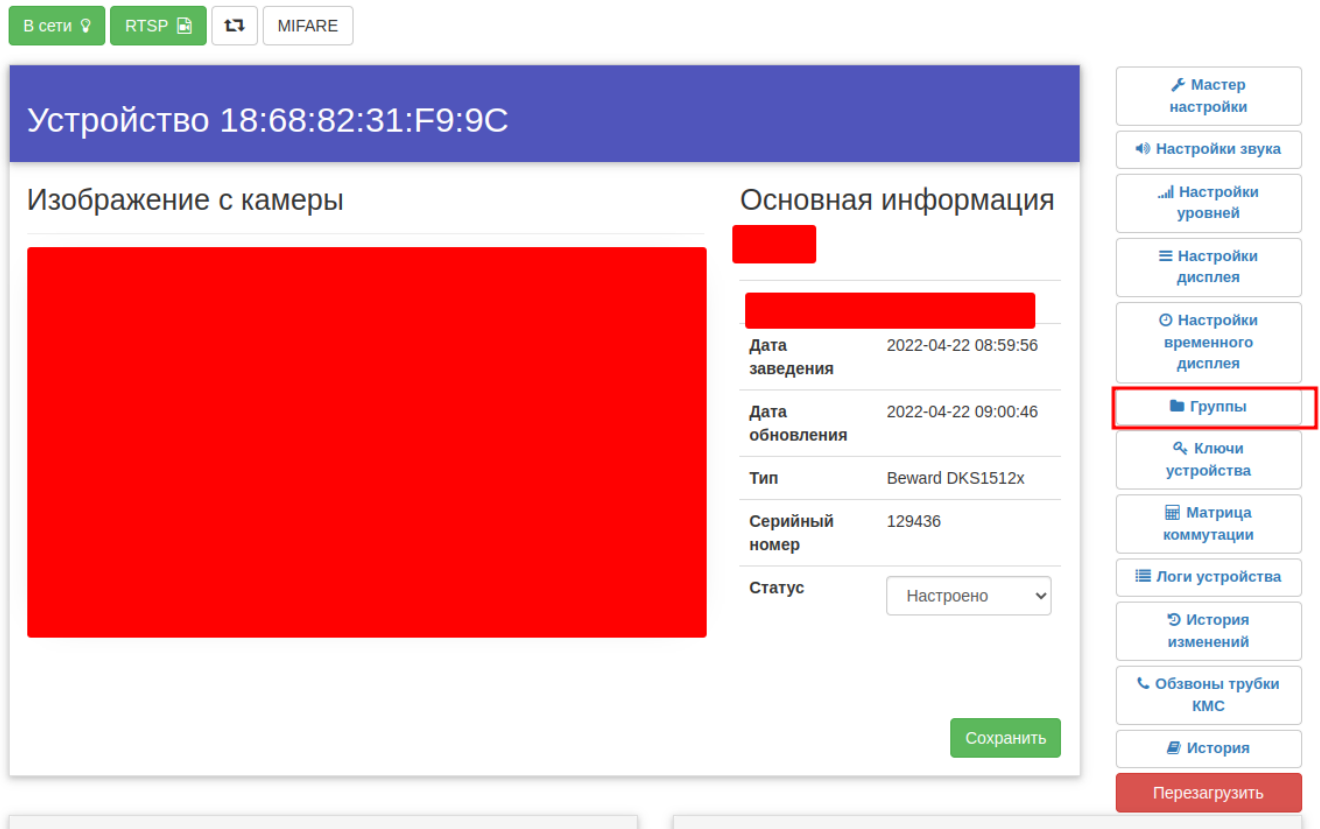 В сети
RTSP
MIFARE
Устройство 18:68:82:31:F9:9C
Изображение с камеры
Основная информация
Дата
заведения
2022-04-22 08:59:56
Дата
обновления
2022-04-22 09:00:46
Тип
Beward DKS1512x
Серийный
номер
129436
Статус
Настроено
Сохранить
Мастер
настройки
Настройки звука
Настройки
уровней
Настройки
дисплея
Настройки
временного
дисплея
Группы
Ключи
устройства
Матрица
коммутации
Логи устройства
История
изменений
Обзвоны трубки
КМС
История
Перезагрузить